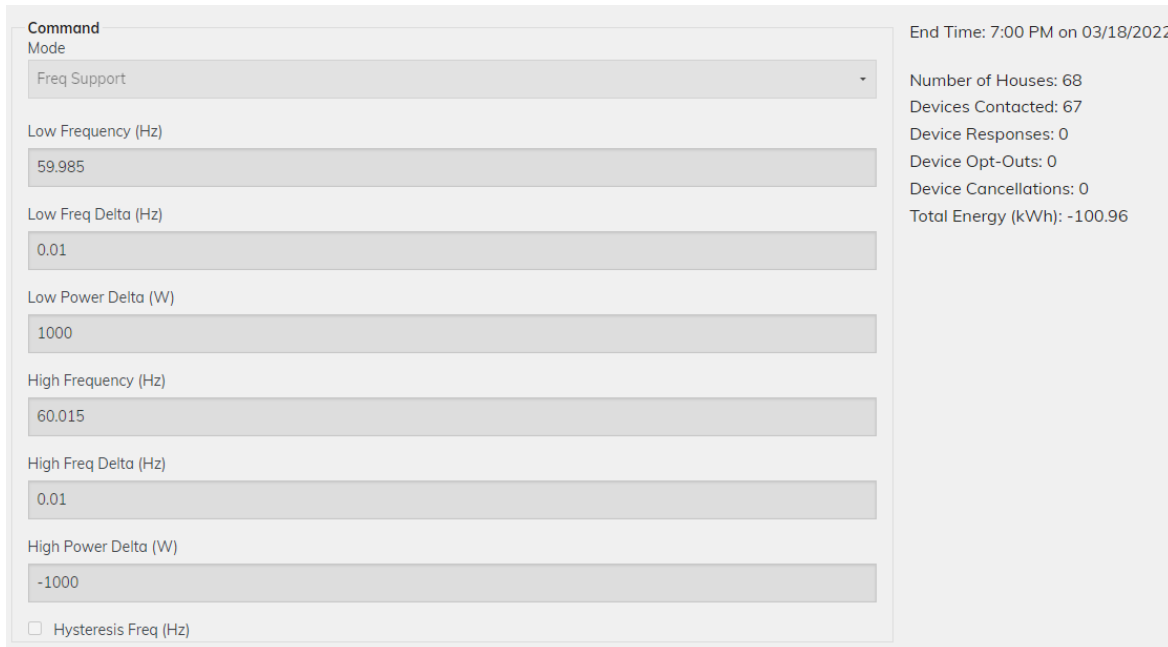 Command
Mode
Freq Support
Low Frequency (Hz)
59.985
Low Freq Delta (Hz)
0.01
Low Power Delta (W)
1000
High Frequency (Hz)
60.015
High Freq Delta (Hz)
0.01
High Power Delta (W)
-1000
Hysteresis Freq (Hz)
End Time: 7:00 PM on 03/18/2022
Number of Houses: 68
Devices Contacted: 67
Device Responses: 0
Device Opt-Outs: 0
Device Cancellations: 0
Total Energy (kWh): -100.96